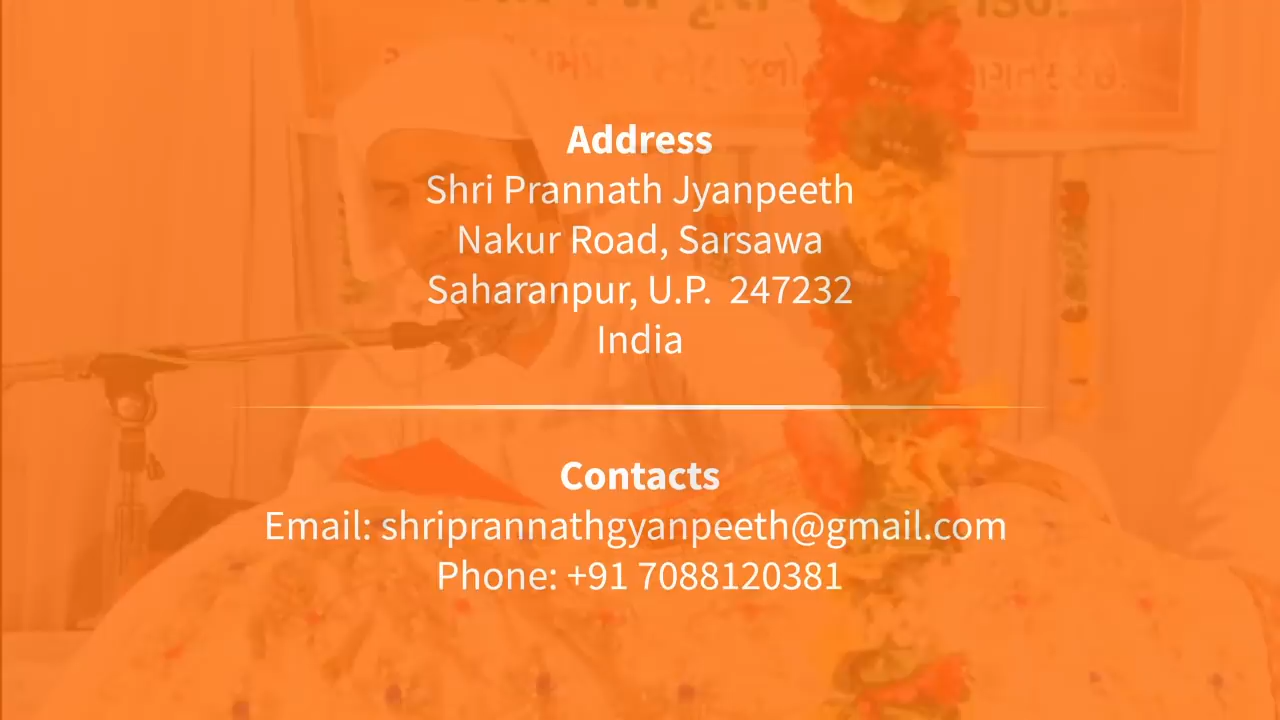 Address
Shri Prannath Jyanpeeth
Nakur Road, Sarsawa
Saharanpur, U.P. 247232
India
Contacts
Email: shriprannathgyanpeeth@gmail.com
Phone: +91 7088120381